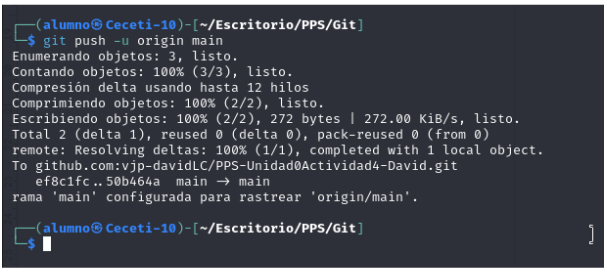 ┌──(alumno㉿Ceceti-10)-[~/Escritorio/PPS/Git]
└─$ git push -u origin main
Enumerando objetos: 3, listo.
Contando objetos: 100% (3/3), listo.
Compresión delta usando hasta 12 hilos
Comprimiendo objetos: 100% (2/2), listo.
Escribiendo objetos: 100% (2/2), 272 bytes | 272.00 KiB/s, listo.
Total 2 (delta 1), reused 0 (delta 0), pack-reused 0 (from 0)
remote: Resolving deltas: 100% (1/1), completed with 1 local object.
To github.com:vjp-davidLC/PPS-Unidad0Actividad4-David.git
   ef8c1fc..50b464a  main → main
rama 'main' configurada para rastrear 'origin/main'.
┌──(alumno㉿Ceceti-10)-[~/Escritorio/PPS/Git]
└─$